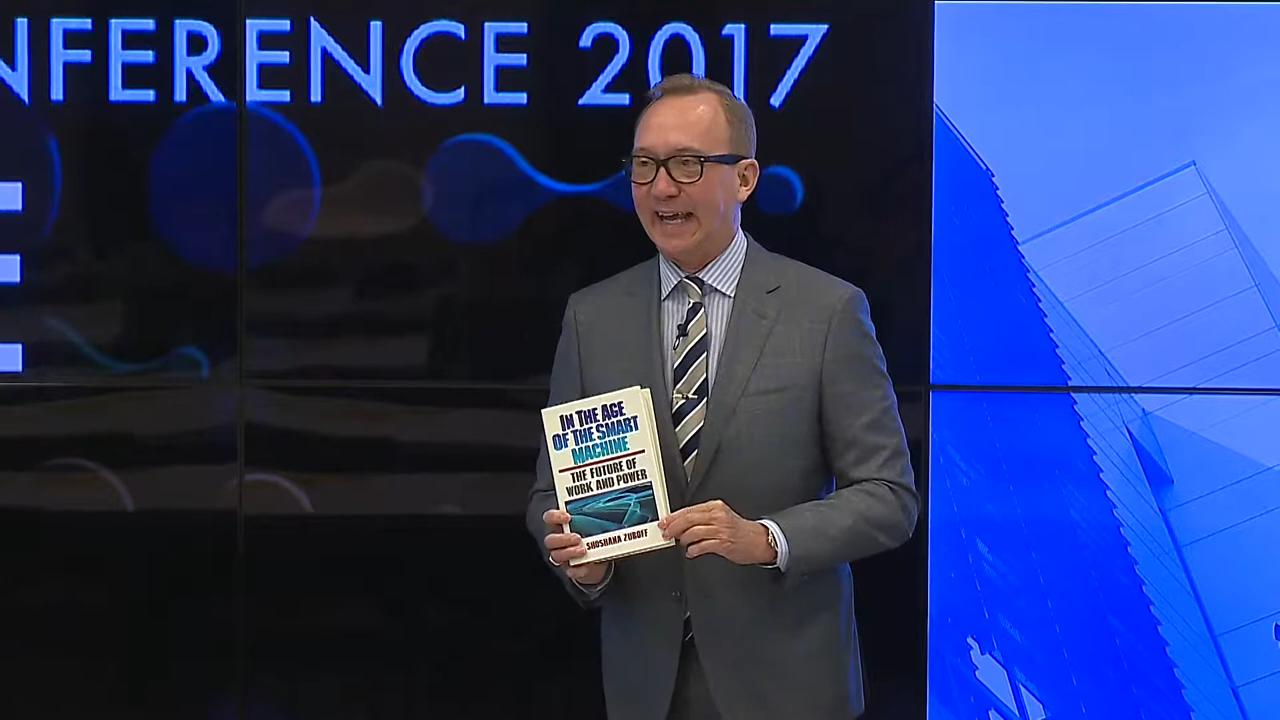 NFERENCE 2017
E
IN THE AGE
OF THE SMART
MACHINE
THE FUTURE OF
WORK AND POWER
SHOSHANA ZUBOFF